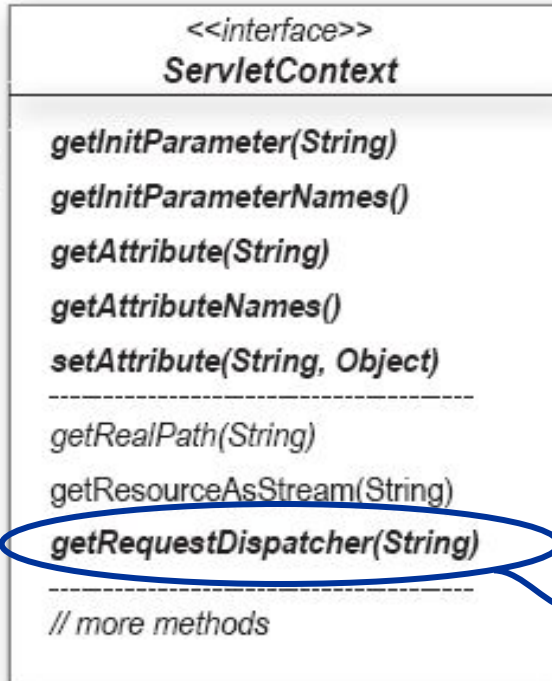 <<interface>>
ServletContext
getInitParameter(String)
getInitParameterNames()
getAttribute(String)
getAttributeNames()
setAttribute(String, Object)
----------------------------------------
getRealPath(String)
getResourceAsStream(String)
getRequestDispatcher(String)
----------------------------------------
// more methods